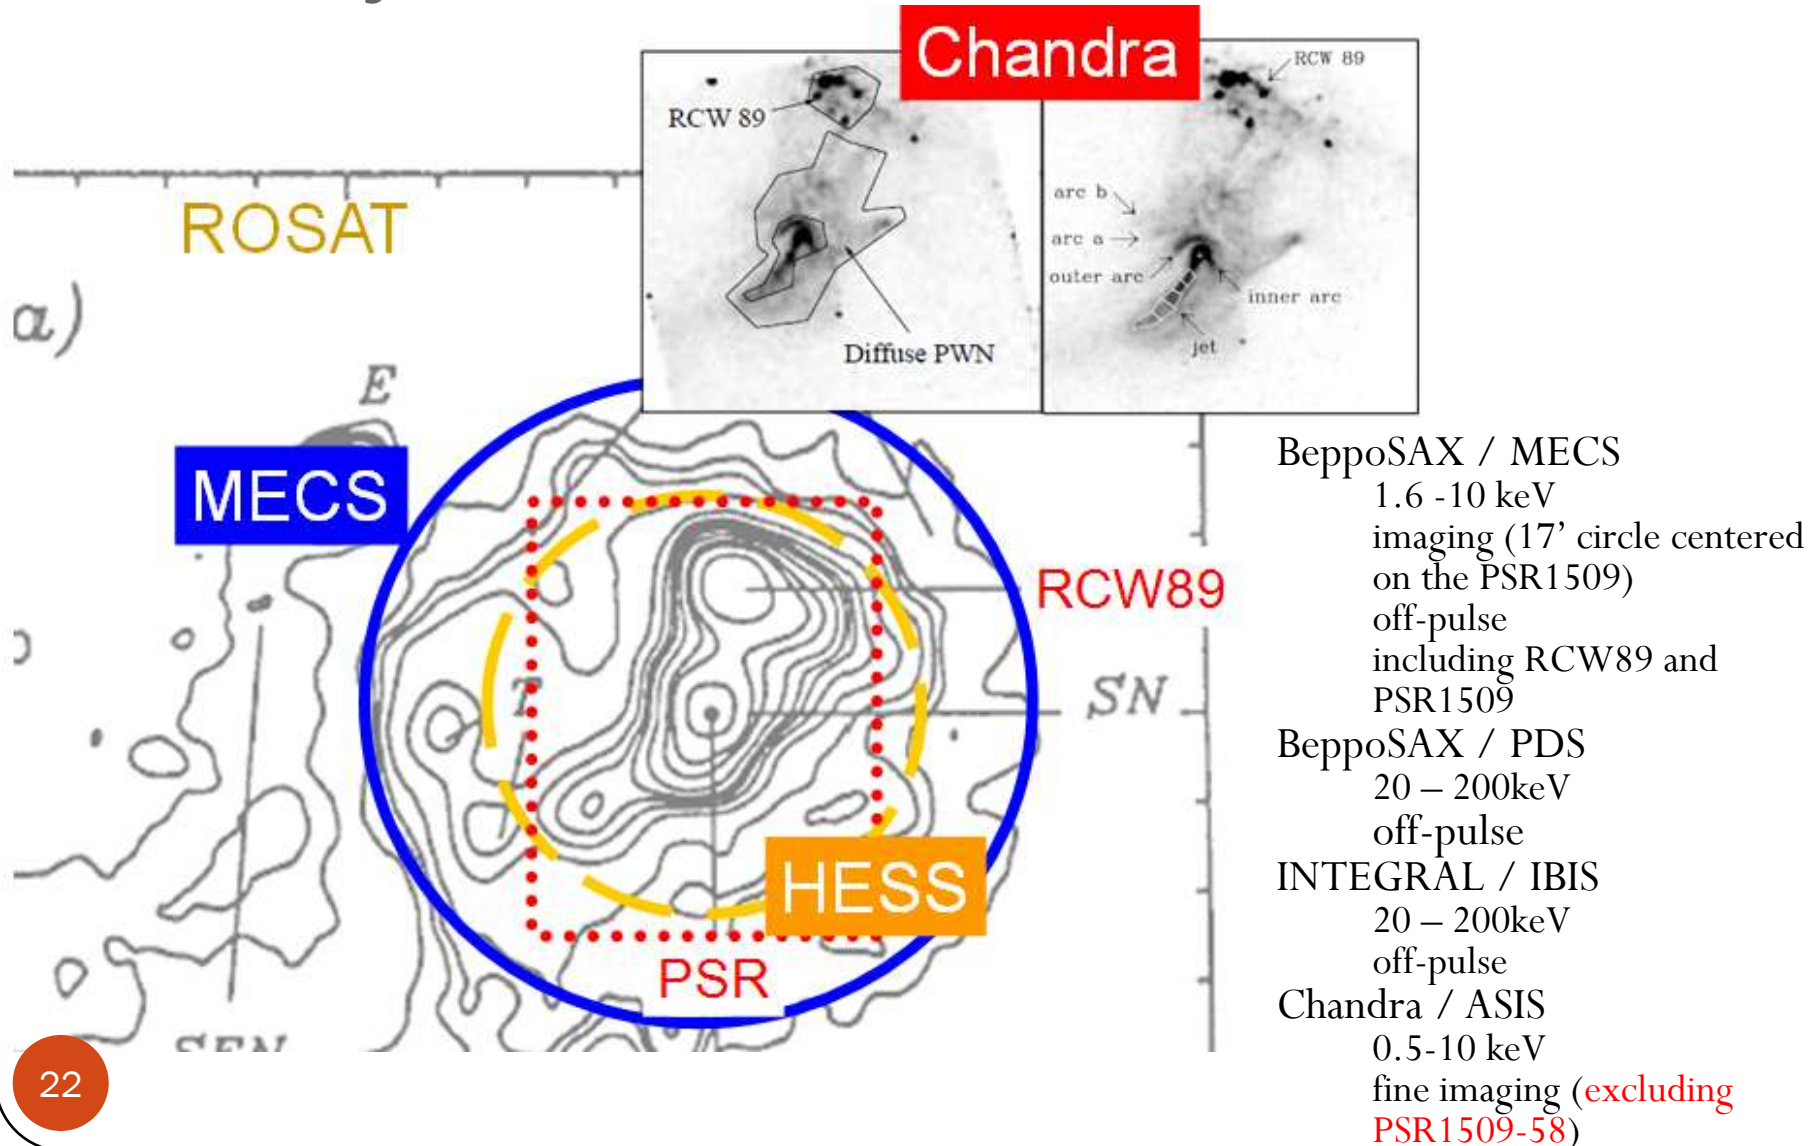 Chandra
RCW 89
Diffuse PWN
RCW 89
arc b
arc a
outer arc
inner arc
jet
ROSAT
a)
E
MECS
T
RCW89
SN
HESS
PSR
22
BeppoSAX / MECS
1.6 -10 keV
imaging (17’ circle centered
on the PSR1509)
off-pulse
including RCW89 and
PSR1509
BeppoSAX / PDS
20 – 200keV
off-pulse
INTEGRAL / IBIS
20 – 200keV
off-pulse
Chandra / ASIS
0.5-10 keV
fine imaging (excluding
PSR1509-58)